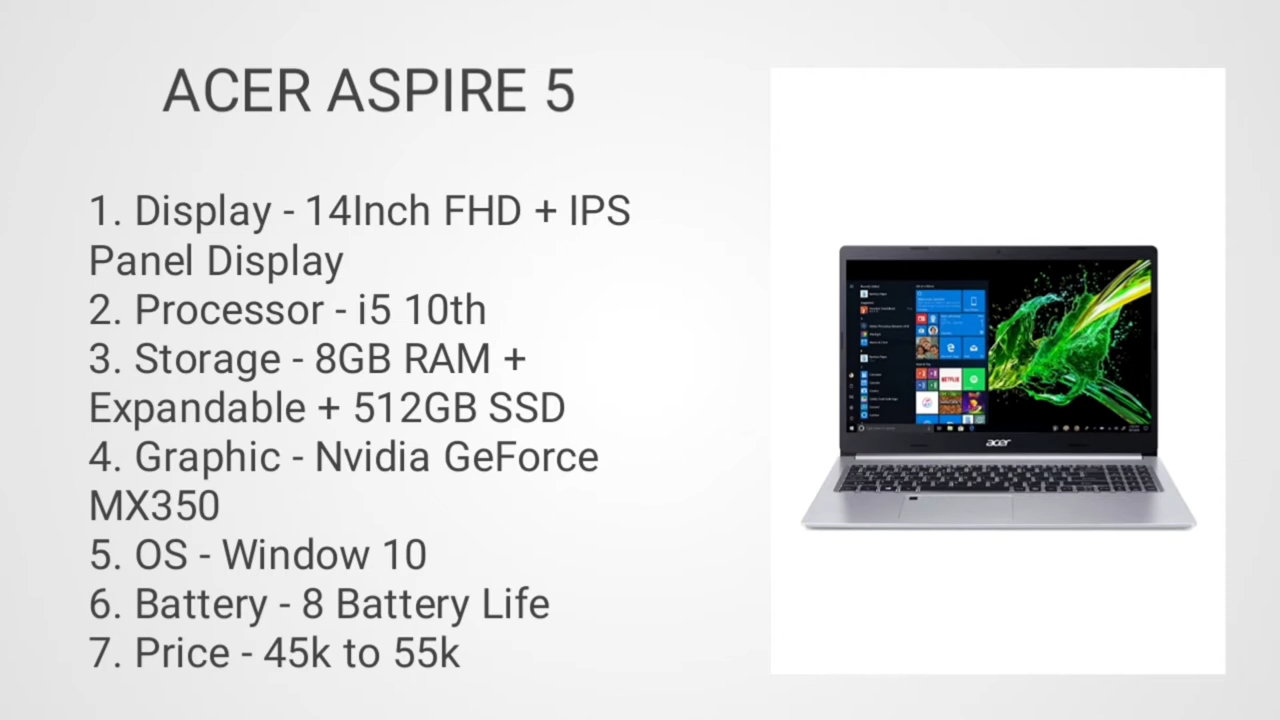 ACER ASPIRE 5
1. Display - 14Inch FHD + IPS
Panel Display
2. Processor - i5 10th
3. Storage - 8GB RAM +
Expandable + 512GB SSD
4. Graphic - Nvidia GeForce
MX350
5. OS - Window 10
6. Battery - 8 Battery Life
7. Price - 45k to 55k
NETFLIX
acer